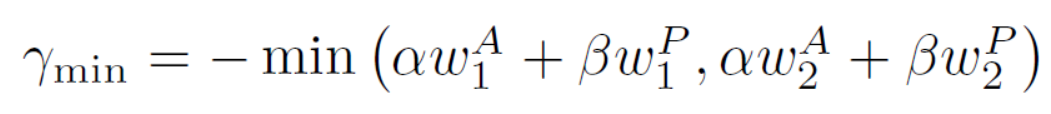 γ_min = − min (αw_1^A + βw_1^P, αw_2^A + βw_2^P)